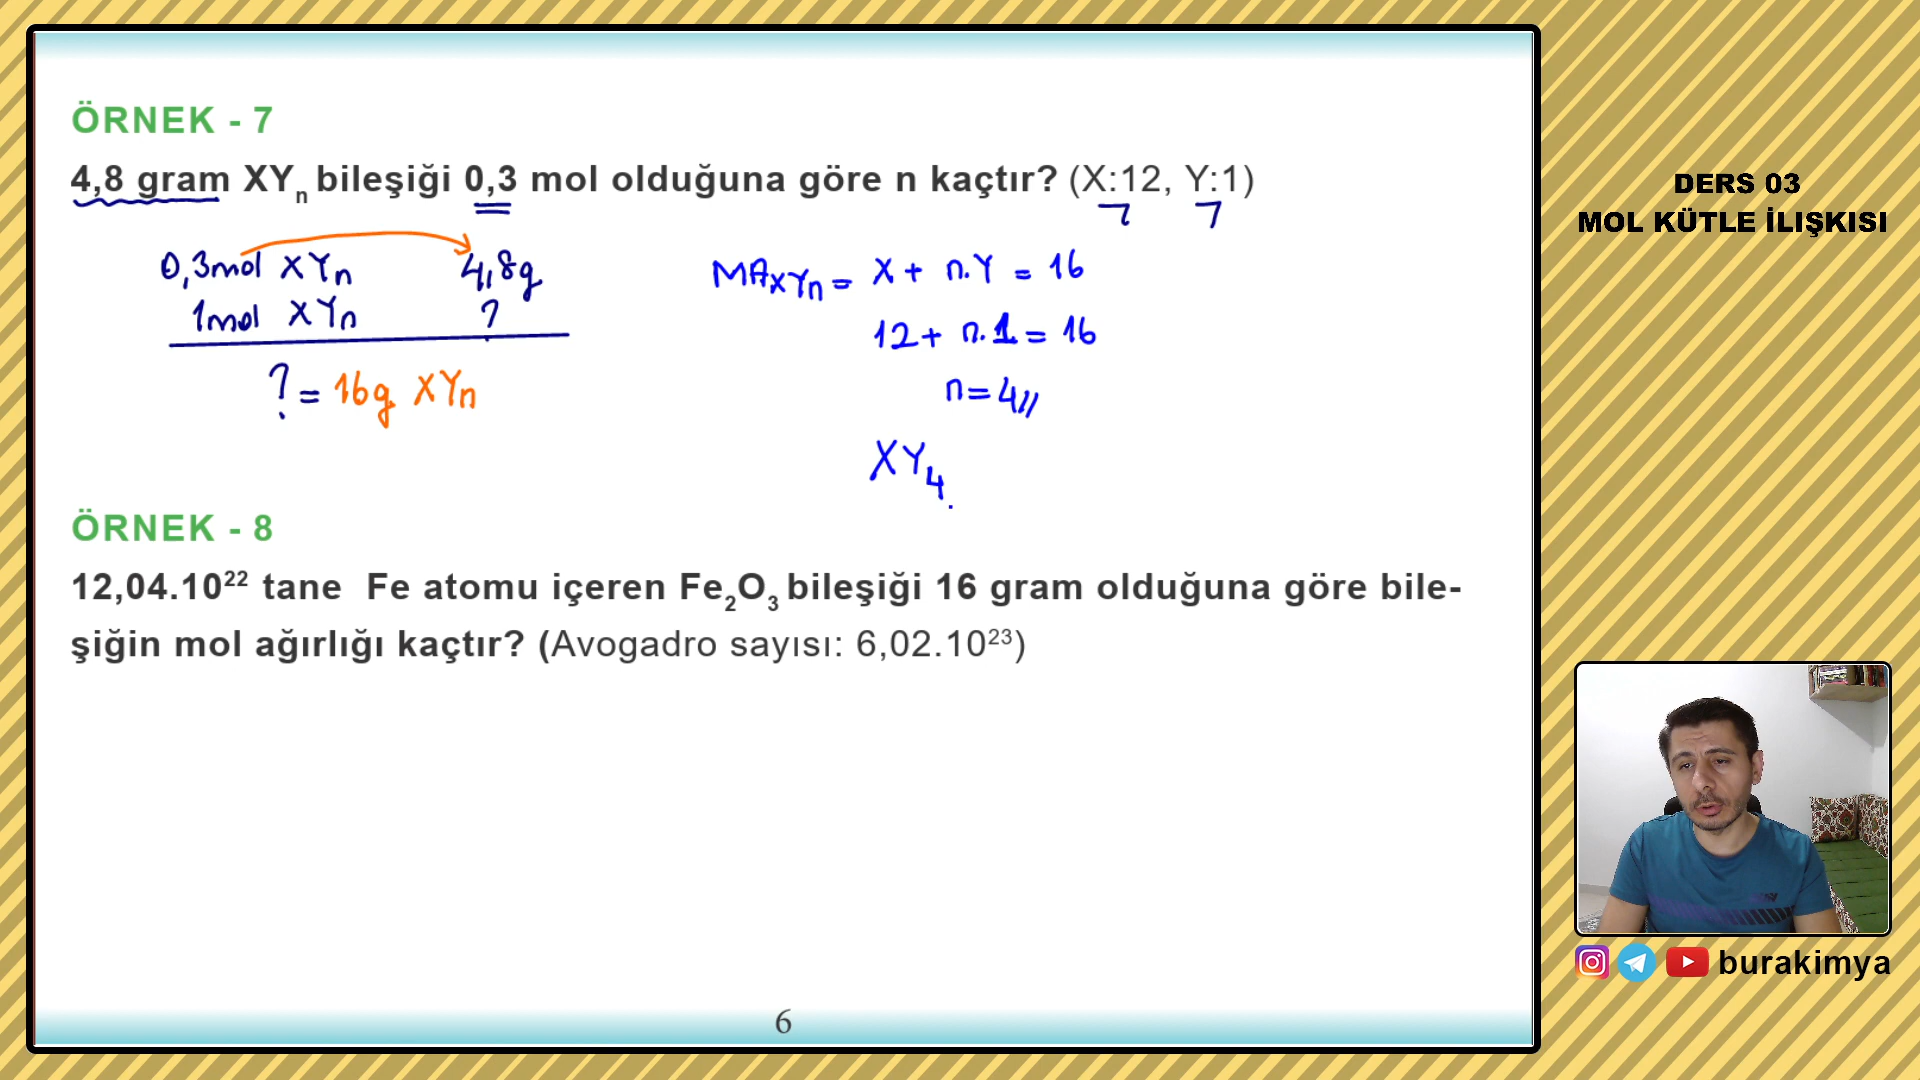 ÖRNEK - 7
4,8 gram XYn bileşiği 0,3 mol olduğuna göre n kaçtır? (X:12, Y:1)
0,3mol XYn 4,8g
1mol XYn ?
? = 16g XYn
MAXYn = X + n.Y = 16
12 + n.1 = 16
n = 4//
XY4
ÖRNEK - 8
12,04.10²² tane Fe atomu içeren Fe₂O₃ bileşiği 16 gram olduğuna göre bile-
şiğin mol ağırlığı kaçtır? (Avogadro sayısı: 6,02.10²³)
6
DERS 03
MOL KÜTLE İLIŞKISI
burakimya